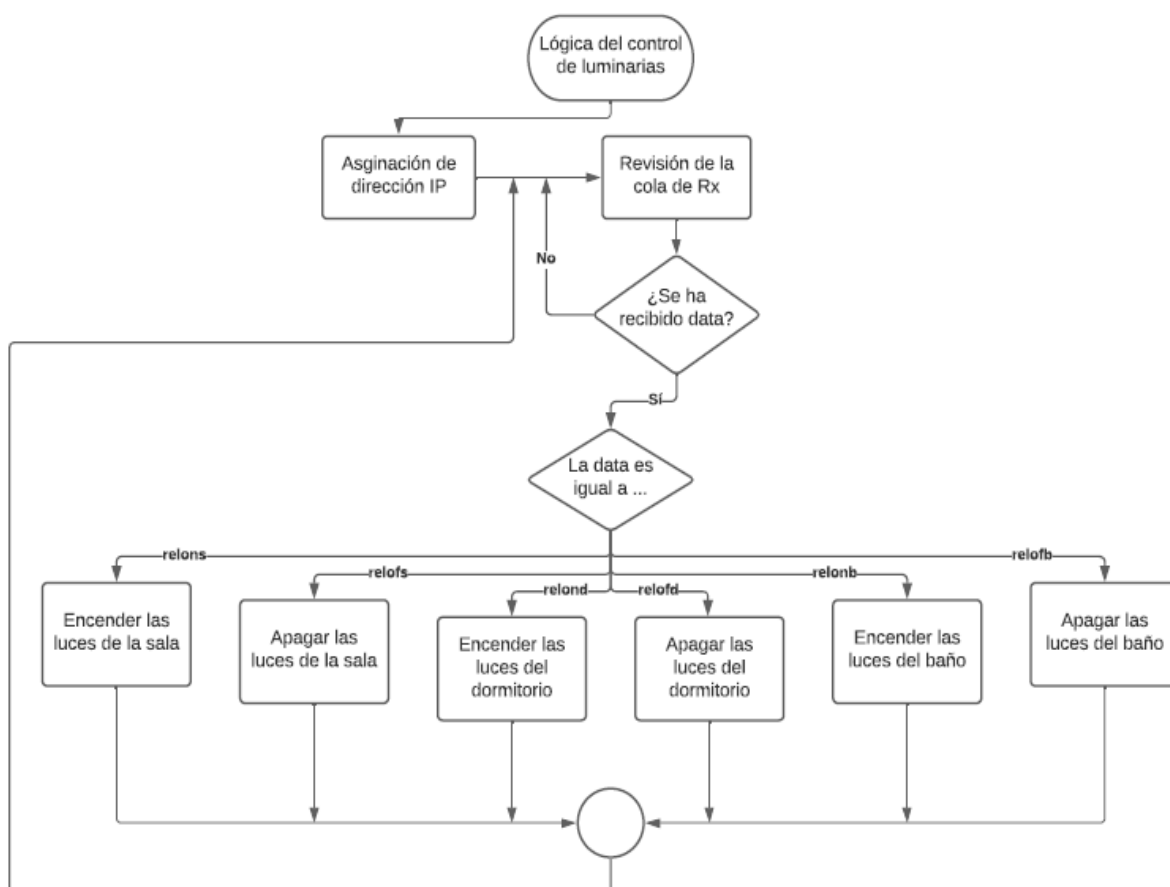 Lógica del control
de luminarias
Asginación de
dirección IP
Revisión de la
cola de Rx
No
¿Se ha
recibido data?
Sí
La data es
igual a ...
relons
relofb
relofs
relonb
relond
relofd
Encender las
luces de la sala
Apagar las
luces de la sala
Encender las
luces del
dormitorio
Apagar las
luces del
dormitorio
Encender las
luces del baño
Apagar las
luces del baño